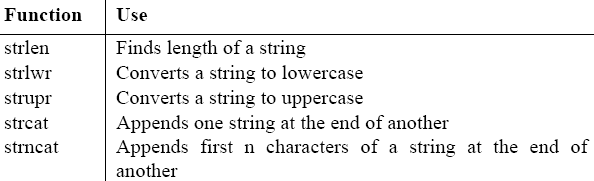 Function Use
strlen Finds length of a string
strlwr Converts a string to lowercase
strupr Converts a string to uppercase
strcat Appends one string at the end of another
strncat Appends first n characters of a string at the end of
another